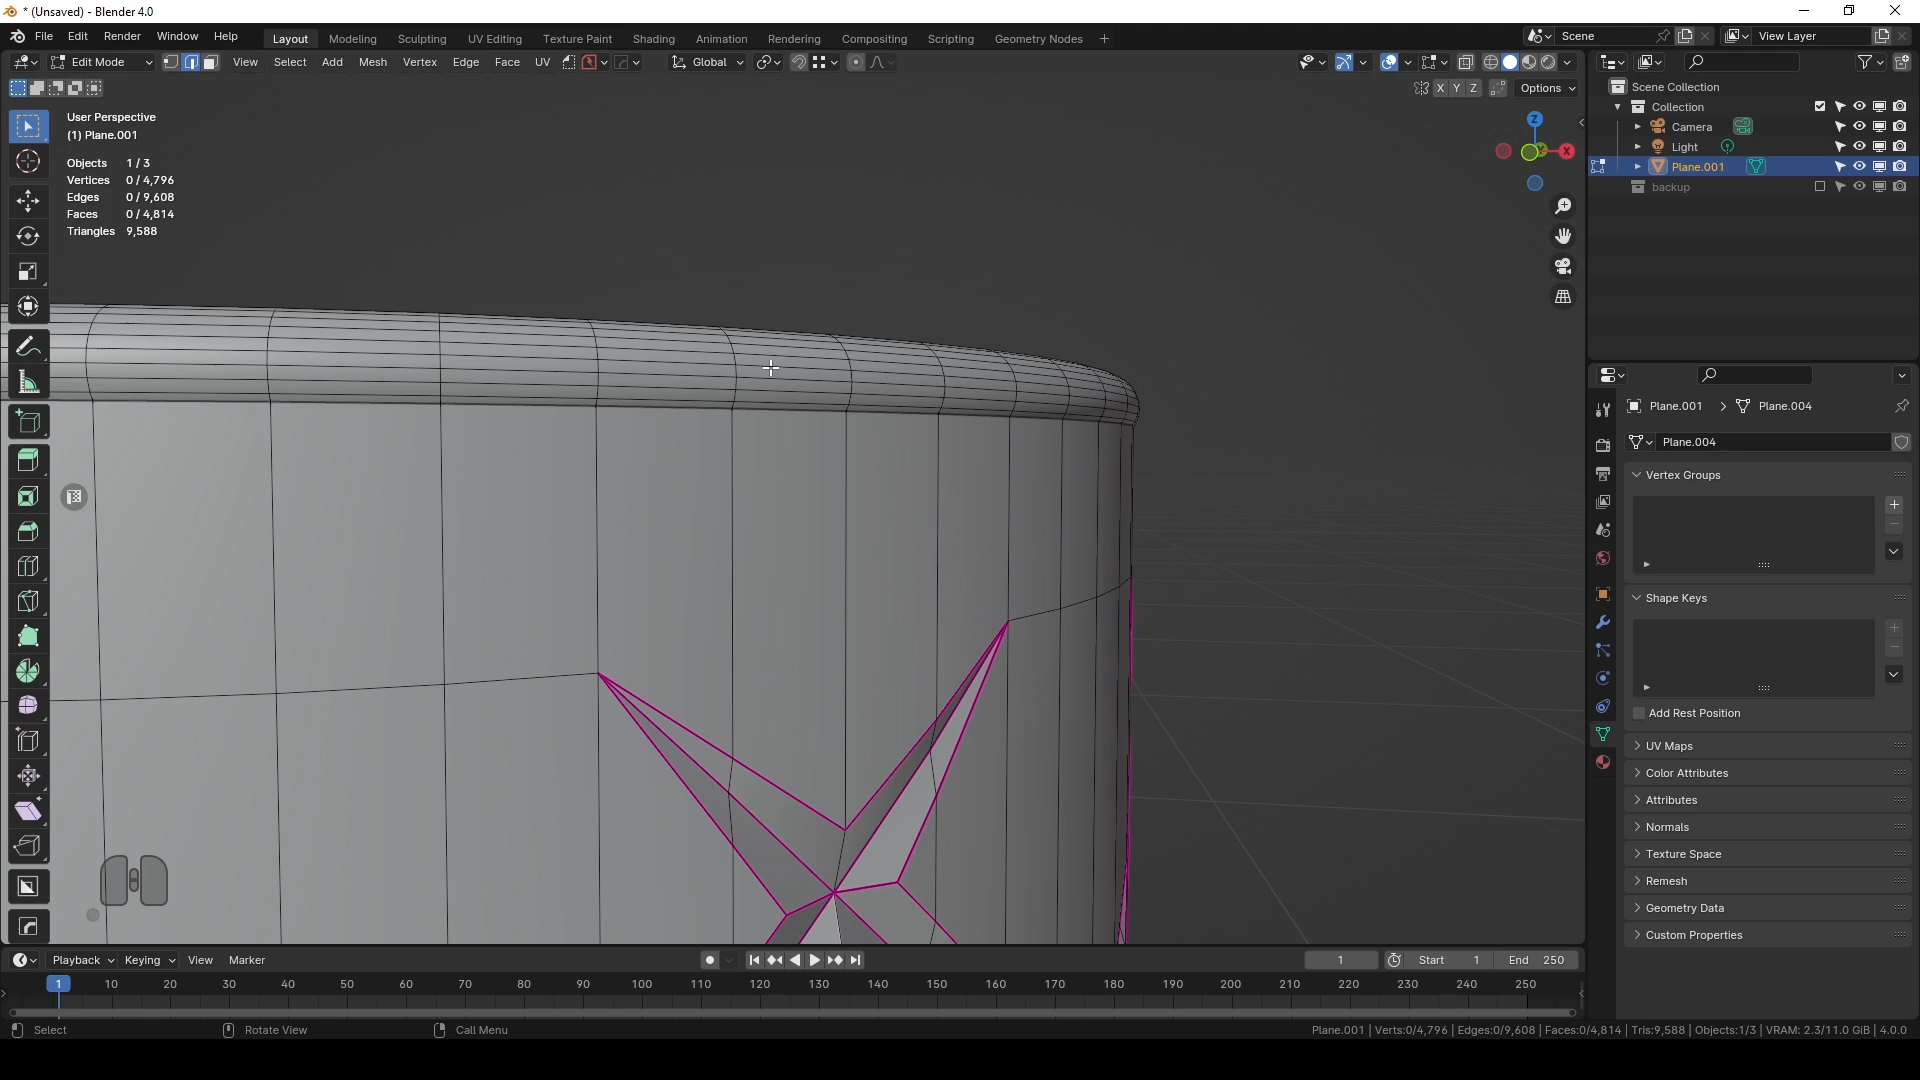 * (Unsaved) - Blender 4.0
File Edit Render Window Help
Layout Modeling Sculpting UV Editing Texture Paint Shading Animation Rendering Compositing Scripting Geometry Nodes +
Scene
View Layer
Edit Mode
View Select Add Mesh Vertex Edge Face UV
Global
X Y Z
Options
User Perspective
(1) Plane.001
Objects 1 / 3
Vertices 0 / 4,796
Edges 0 / 9,608
Faces 0 / 4,814
Triangles 9,588
Z
X
Scene Collection
Collection
Camera
Light
Plane.001
backup
Plane.001 > Plane.004
Plane.004
Vertex Groups
Shape Keys
Add Rest Position
UV Maps
Color Attributes
Attributes
Normals
Texture Space
Remesh
Geometry Data
Custom Properties
Playback Keying View Marker
1
Start 1
End 250
1 10 20 30 40 50 60 70 80 90 100 110 120 130 140 150 160 170 180 190 200 210 220 230 240 250
Select
Rotate View
Call Menu
Plane.001 | Verts:0/4,796 | Edges:0/9,608 | Faces:0/4,814 | Tris:9,588 | Objects:1/3 | VRAM: 2.3/11.0 GiB | 4.0.0